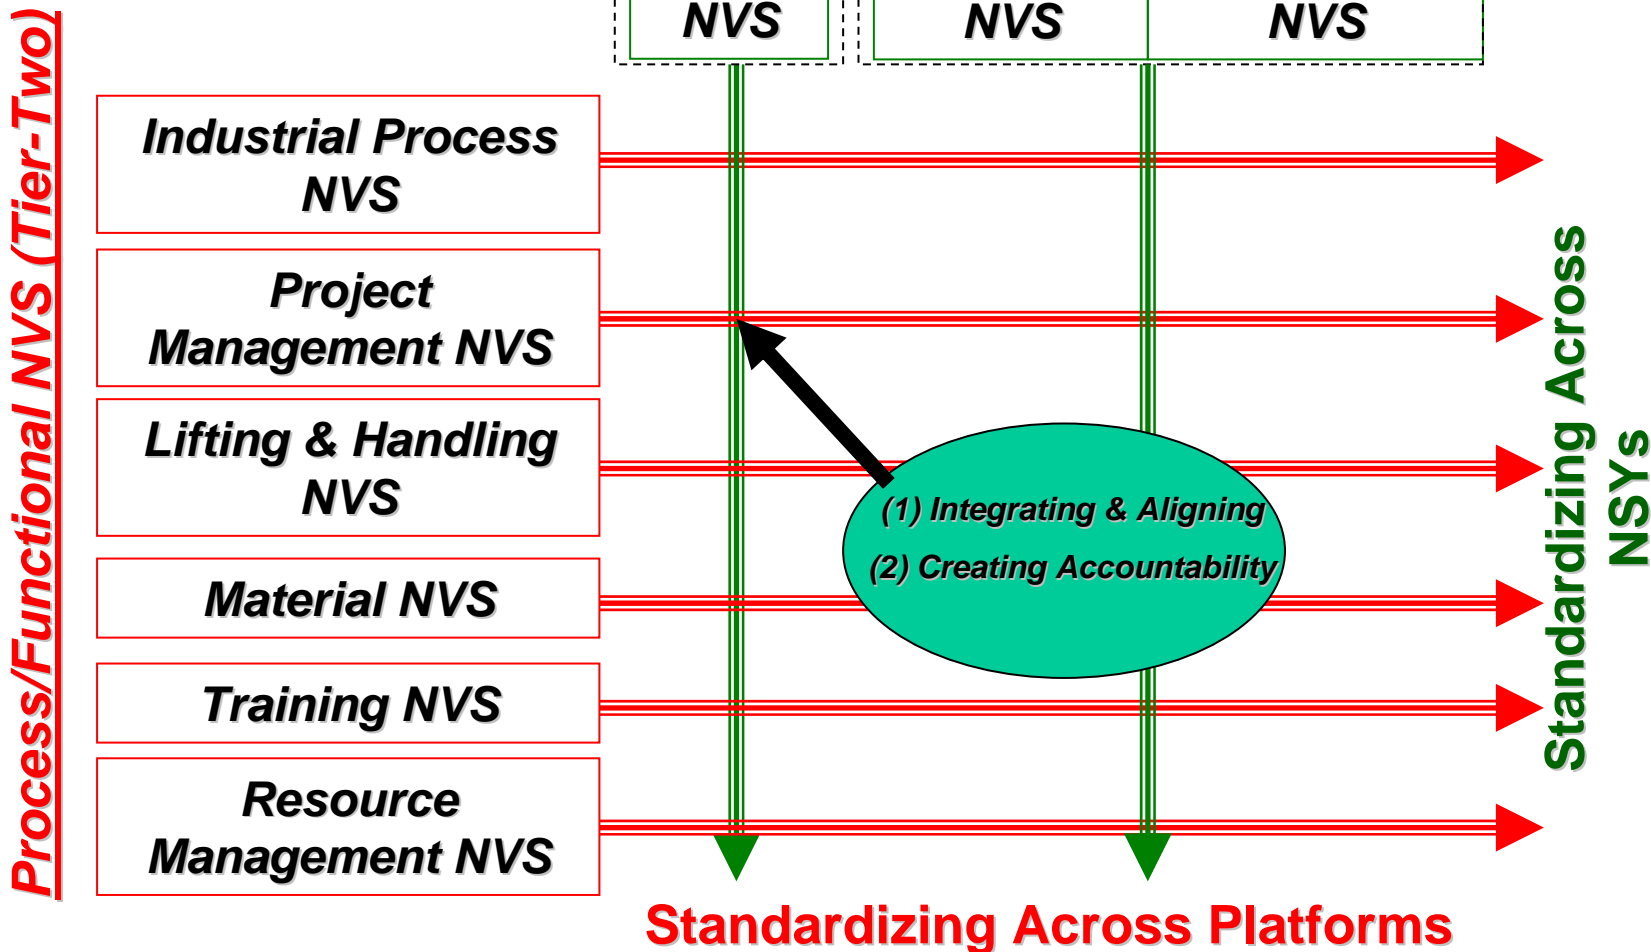 NVS
NVS
NVS
Process/Functional NVS (Tier-Two)
Industrial Process
NVS
Project
Management NVS
Lifting & Handling
NVS
Material NVS
Training NVS
Resource
Management NVS
(1) Integrating & Aligning
(2) Creating Accountability
Standardizing Across
NSYs
Standardizing Across Platforms